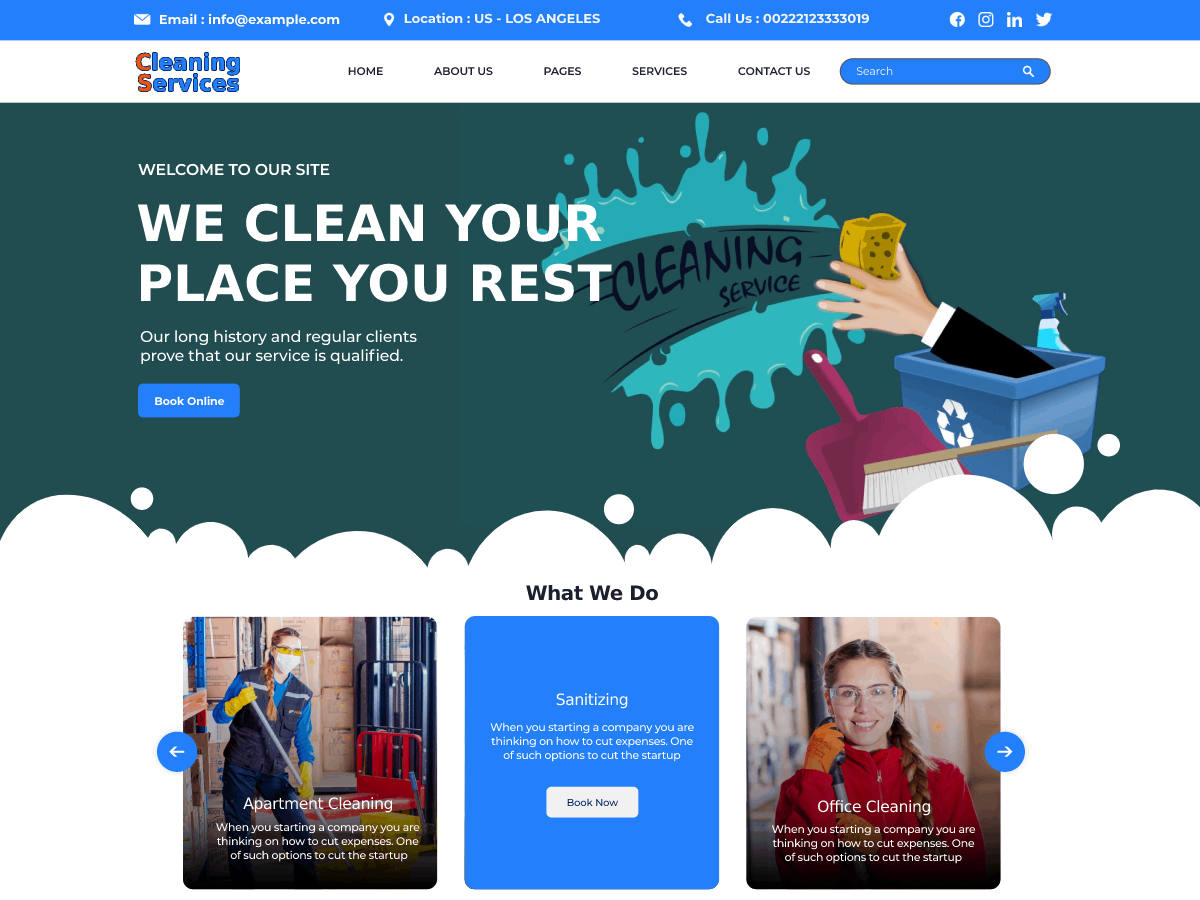 Email : info@example.com
Location : US - LOS ANGELES
Call Us : 00222123333019
Cleaning
Services
HOME
ABOUT US
PAGES
SERVICES
CONTACT US
Search
WELCOME TO OUR SITE
WE CLEAN YOUR
PLACE YOU REST
Our long history and regular clients
prove that our service is qualified.
Book Online
CLEANING
SERVICE
What We Do
Apartment Cleaning
When you starting a company you are
thinking on how to cut expenses. One
of such options to cut the startup
Sanitizing
When you starting a company you are
thinking on how to cut expenses. One
of such options to cut the startup
Book Now
Office Cleaning
When you starting a company you are
thinking on how to cut expenses. One
of such options to cut the startup